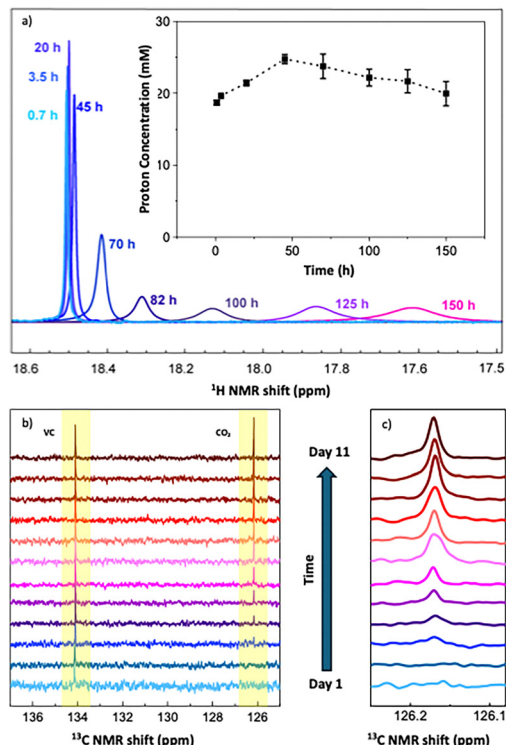 a)
20 h
3.5 h
0.7 h
45 h
70 h
82 h
100 h
125 h
150 h
18.6 18.4 18.2 18.0 17.8 17.6 17.5
¹H NMR shift (ppm)
Proton Concentration (mM)
30
20
10
0
0 50 100 150
Time (h)
b)
VC
CO₂
136 134 132 130 128 126
¹³C NMR shift (ppm)
Day 11
Time
Day 1
c)
126.2 126.1
¹³C NMR shift (ppm)